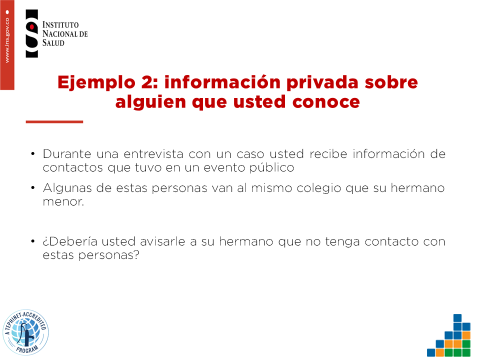 www.ins.gov.co
INSTITUTO
NACIONAL DE
SALUD
Ejemplo 2: información privada sobre
alguien que usted conoce
• Durante una entrevista con un caso usted recibe información de
contactos que tuvo en un evento público
• Algunas de estas personas van al mismo colegio que su hermano
menor.
• ¿Debería usted avisarle a su hermano que no tenga contacto con
estas personas?
A TEPHINET ACCREDITED
PROGRAM